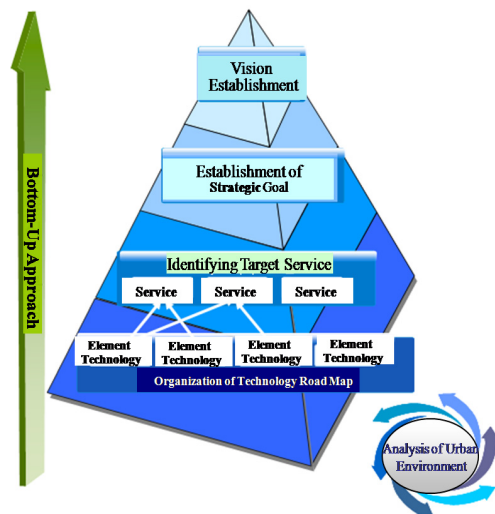 Vision
Establishment
Establishment of
Strategic Goal
Bottom-Up Approach
Identifying Target Service
Service Service Service
Element Element Element Element
Technology Technology Technology Technology
Organization of Technology Road Map
Analysis of Urban
Environment